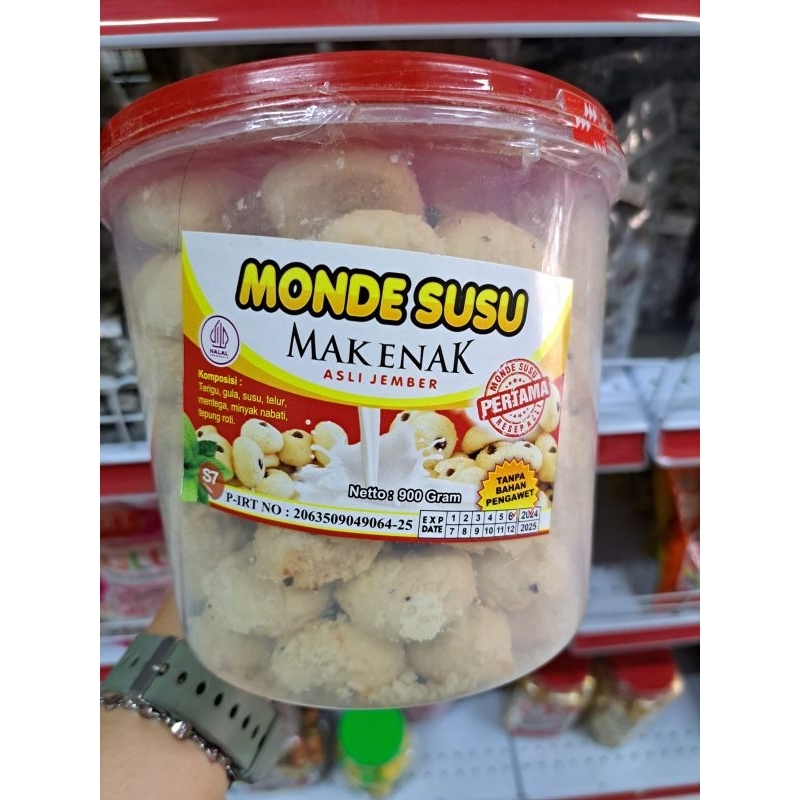 MONDE SUSU
MAK ENAK
ASLI JEMBER
HALAL
INDONESIA
Komposisi :
Terigu, gula, susu, telur,
mentega, minyak nabati,
tepung roti.
MONDE SUSU
PERTAMA
RESEP ASLI
TANPA
BAHAN
PENGAWET
Netto : 900 Gram
S7
P-IRT NO : 2063509049064-25
EXP DATE
1 2 3 4 5 6 2024
7 8 9 10 11 12 2025